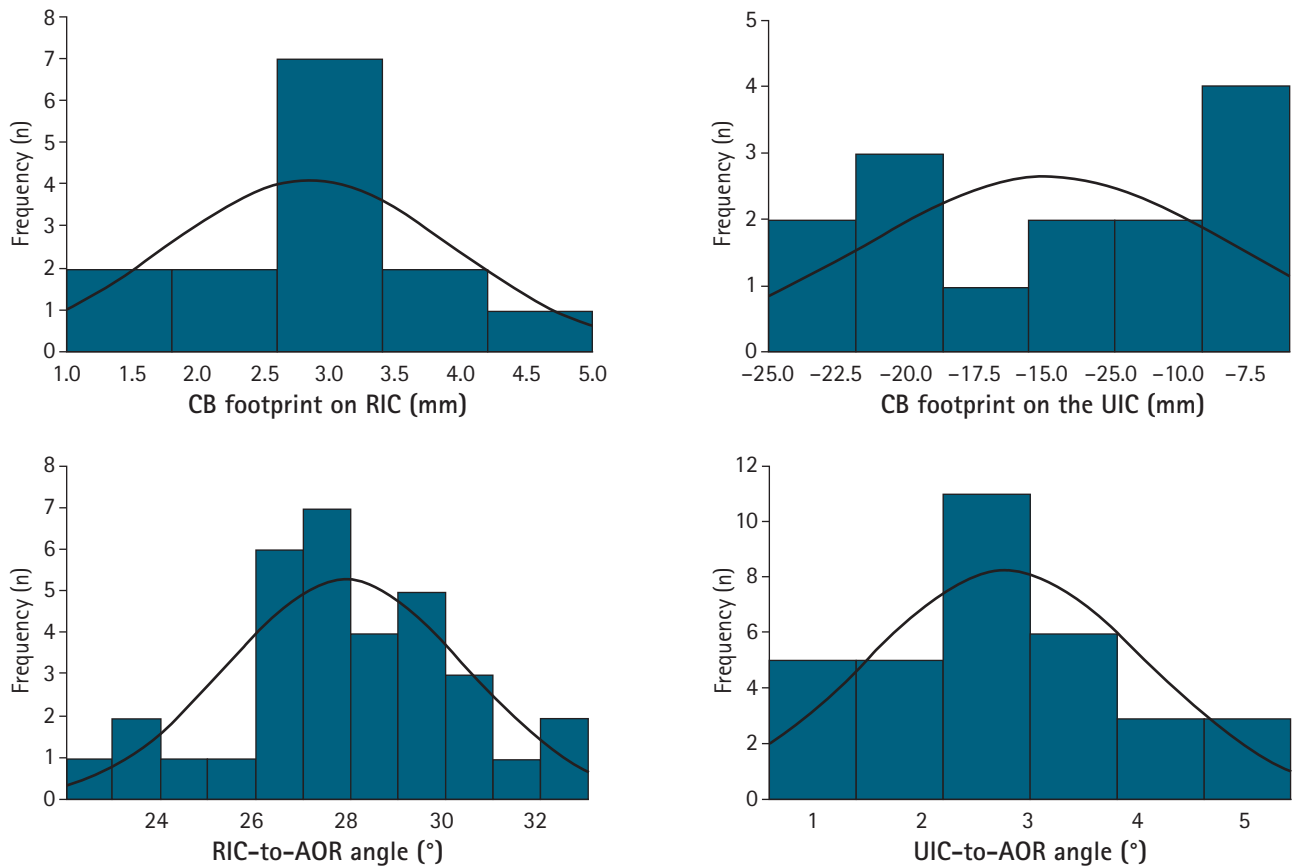 Frequency (n)
8
7
6
5
4
3
2
1
0
1.0 1.5 2.0 2.5 3.0 3.5 4.0 4.5 5.0
CB footprint on RIC (mm)
Frequency (n)
5
4
3
2
1
0
−25.0 −22.5 −20.0 −17.5 −15.0 −25.0 −10.0 −7.5
CB footprint on the UIC (mm)
Frequency (n)
8
7
6
5
4
3
2
1
0
24 26 28 30 32
RIC-to-AOR angle (°)
Frequency (n)
12
10
8
6
4
2
0
1 2 3 4 5
UIC-to-AOR angle (°)